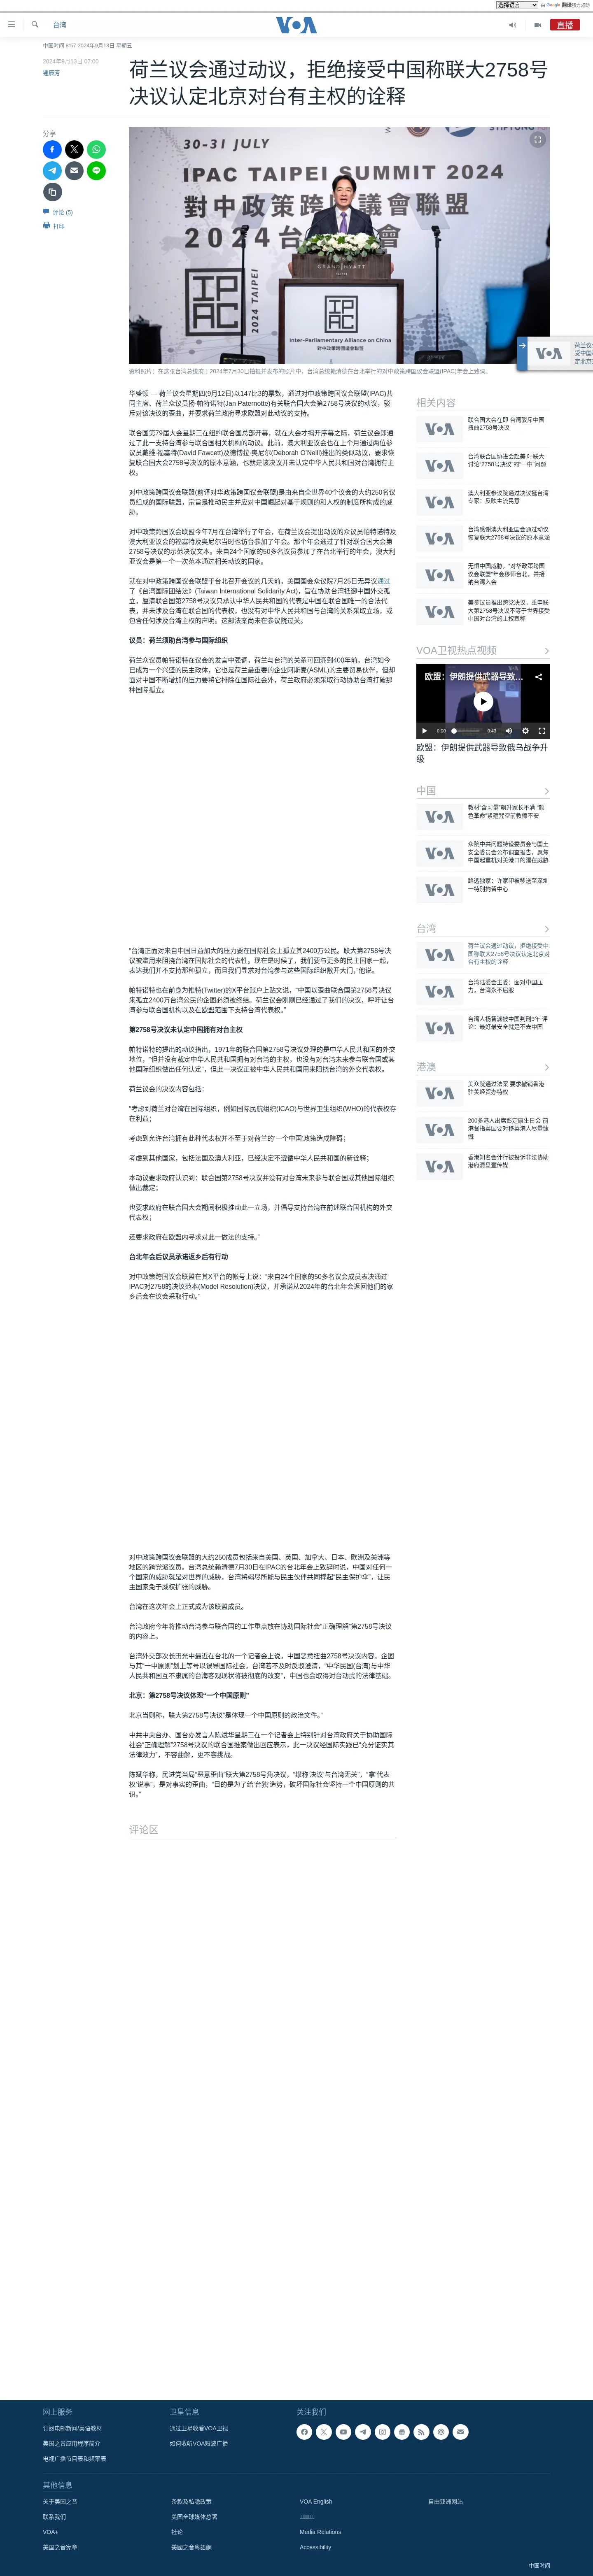 选择语言
由 Google 翻译强力驱动
台湾
VOA
直播
中国时间 8:57 2024年9月13日 星期五
2024年9月13日 07:00
锺辰芳
荷兰议会通过动议，拒绝接受中国称联大2758号
决议认定北京对台有主权的诠释
分享
评论 (5)
打印
30-31 JULY
IPAC TAIPEI SUMMIT
對中政策跨國議會聯盟
GRAND HYATT
IPAC
Inter-Parliamentary Alliance on China
對中政策跨國議會聯盟
资料照片：在这张台湾总统府于2024年7月30日拍摄并发布的照片中，台湾总统赖清德在台北举行的对中政策跨国议会联盟(IPAC)年会上致词。
华盛顿 — 荷兰议会星期四(9月12日)以147比3的票数，通过对中政策跨国议会联盟(IPAC)共
同主席、荷兰众议员扬·帕特诺特(Jan Paternotte)有关联合国大会第2758号决议的动议，驳
斥对该决议的歪曲，并要求荷兰政府寻求欧盟对此动议的支持。
联合国第79届大会星期三在纽约联合国总部开幕，就在大会才揭开序幕之际，荷兰议会即通
过了此一支持台湾参与联合国相关机构的动议。此前，澳大利亚议会也在上个月通过两位参
议员戴维·福塞特(David Fawcett)及德博拉·奥尼尔(Deborah O'Neill)推出的类似动议，要求恢
复联合国大会2758号决议的原本意涵，也就是该决议并未认定中华人民共和国对台湾拥有主
权。
对中政策跨国议会联盟(前译对华政策跨国议会联盟)是由来自全世界40个议会的大约250名议
员组成的国际联盟，宗旨是推动民主世界共同应对中国崛起对基于规则的和人权的制度所构成的
威胁。
对中政策跨国议会联盟今年7月在台湾举行了年会，在荷兰议会提出动议的众议员帕特诺特及
澳大利亚议会的福塞特及奥尼尔当时也访台参加了年会。那个年会通过了针对联合国大会第
2758号决议的示范决议文本。来自24个国家的50多名议员参加了在台北举行的年会，澳大利
亚议会是第一个一次范本通过相关动议的国家。
就在对中政策跨国议会联盟于台北召开会议的几天前，美国国会众议院7月25日无异议通过
了《台湾国际团结法》(Taiwan International Solidarity Act)，旨在协助台湾抵御中国外交孤
立，厘清联合国第2758号决议只承认中华人民共和国的代表是中国在联合国唯一的合法代
表，并未涉及台湾在联合国的代表权，也没有对中华人民共和国与台湾的关系采取立场，或
包含任何涉及台湾主权的声明。这部法案尚未在参议院过关。
议员：荷兰须助台湾参与国际组织
荷兰众议员帕特诺特在议会的发言中强调，荷兰与台湾的关系可回溯到400年前。台湾如今
已成为一个兴盛的民主政体，它也是荷兰最重要的企业阿斯麦(ASML)的主要贸易伙伴，但却
面对中国不断增加的压力要将它排除在国际社会外，荷兰政府必须采取行动协助台湾打破
那种国际孤立。
“台湾正面对来自中国日益加大的压力要在国际社会上孤立其2400万公民。联大第2758号决
议被滥用来阻挠台湾在国际社会的代表性。现在是时候了，我们要与更多的民主国家一起，
表达我们并不支持那种孤立，而且我们寻求对台湾参与这些国际组织敞开大门，”他说。
帕特诺特也在前身为推特(Twitter)的X平台账户上贴文说，“中国以歪曲联合国第2758号决议
来孤立2400万台湾公民的企图必须被终结。荷兰议会刚刚已经通过了我们的决议，呼吁让台
湾参与联合国机构以及在欧盟范围下支持台湾代表权。”
第2758号决议未认定中国拥有对台主权
帕特诺特的提出的动议指出，1971年的联合国第2758号决议处理的是中华人民共和国的外交
地位，“但并没有裁定中华人民共和国拥有对台湾的主权，也没有对台湾未来参与联合国或其
他国际组织做出任何认定”，但此一决议正被中华人民共和国用来阻挠台湾的外交代表权。
荷兰议会的决议内容包括：
“考虑到荷兰对台湾在国际组织，例如国际民航组织(ICAO)与世界卫生组织(WHO)的代表权存
在利益；
考虑到允许台湾拥有此种代表权并不至于对荷兰的‘一个中国’政策造成障碍；
考虑到其他国家，包括法国及澳大利亚，已经决定不遵循中华人民共和国的新诠释；
本动议要求政府认识到：联合国第2758号决议并没有对台湾未来参与联合国或其他国际组织
做出裁定；
也要求政府在联合国大会期间积极推动此一立场，并倡导支持台湾在前述联合国机构的外交
代表权；
还要求政府在欧盟内寻求对此一做法的支持。”
台北年会后议员承诺返乡后有行动
对中政策跨国议会联盟在其X平台的帐号上说：“来自24个国家的50多名议会成员表决通过
IPAC对2758的决议范本(Model Resolution)决议，并承诺从2024年的台北年会返回他们的家
乡后会在议会采取行动。”
对中政策跨国议会联盟的大约250成员包括来自美国、英国、加拿大、日本、欧洲及美洲等
地区的跨党派议员。台湾总统赖清德7月30日在IPAC的台北年会上致辞时说，中国对任何一
个国家的威胁就是对世界的威胁，台湾将竭尽所能与民主伙伴共同撑起“民主保护伞”，让民
主国家免于威权扩张的威胁。
台湾在这次年会上正式成为该联盟成员。
台湾政府今年将推动台湾参与联合国的工作重点放在协助国际社会“正确理解”第2758号决议
的内容上。
台湾外交部次长田光中最近在台北的一个记者会上说，中国恶意扭曲2758号决议内容，企图
与其“一中原则”划上等号以误导国际社会，台湾若不及时反驳澄清，“中华民国(台湾)与中华
人民共和国互不隶属的台海客观现状将被彻底的改变”，中国也会取得对台动武的法律基础。
北京：第2758号决议体现“一个中国原则”
北京当则称，联大第2758号决议“是体现一个中国原则的政治文件。”
中共中央台办、国台办发言人陈斌华星期三在一个记者会上特别针对台湾政府关于协助国际
社会“正确理解”2758号决议的联合国推案做出回应表示，此一决议经国际实践已“充分证实其
法律效力”，不容曲解，更不容挑战。
陈斌华称，民进党当局“恶意歪曲”联大第2758号角决议，“缪称‘决议’与台湾无关”，“拿‘代表
权’说事”，是对事实的歪曲，“目的是为了给‘台独’造势，破坏国际社会坚持一个中国原则的共
识。”
评论区
相关内容
联合国大会在即 台湾驳斥中国
扭曲2758号决议
台湾联合国协进会赴美 吁联大
讨论“2758号决议”的“一中”问题
澳大利亚参议院通过决议挺台湾
专家：反映主流民意
台湾感谢澳大利亚国会通过动议
恢复联大2758号决议的原本意涵
无惧中国威胁，“对华政策跨国
议会联盟”年会移师台北，并接
纳台湾入会
美参议员推出跨党决议，重申联
大第2758号决议不等于世界接受
中国对台湾的主权宣称
VOA卫视热点视频
欧盟：伊朗提供武器导致...
0:00
0:43
欧盟：伊朗提供武器导致俄乌战争升
级
中国
教材“含习量”飙升家长不满 “颜
色革命”紧箍咒空前教师不安
众院中共问题特设委员会与国土
安全委员会公布调查报告，聚焦
中国起重机对美港口的潜在威胁
路透独家：许家印被移送至深圳
一特别拘留中心
台湾
荷兰议会通过动议，拒绝接受中
国称联大2758号决议认定北京对
台有主权的诠释
台湾陆委会主委：面对中国压
力，台湾永不屈服
台湾人杨智渊被中国判刑9年 评
论：最好最安全就是不去中国
港澳
美众院通过法案 要求撤销香港
驻美经贸办特权
200多港人出席彭定康生日会 前
港督指英国要对移英港人尽量慷
慨
香港知名会计行被投诉非法协助
港府清盘壹传媒
网上服务
订阅电邮新闻/简语教材
美国之音应用程序简介
电视广播节目表和频率表
卫星信息
通过卫星收看VOA卫视
如何收听VOA短波广播
关注我们
其他信息
关于美国之音
条款及私隐政策
VOA English
自由亚洲网站
联系我们
美国全球媒体总署
VOA+
社论
Media Relations
美国之音宪章
美國之音粵語網
Accessibility
中国时间